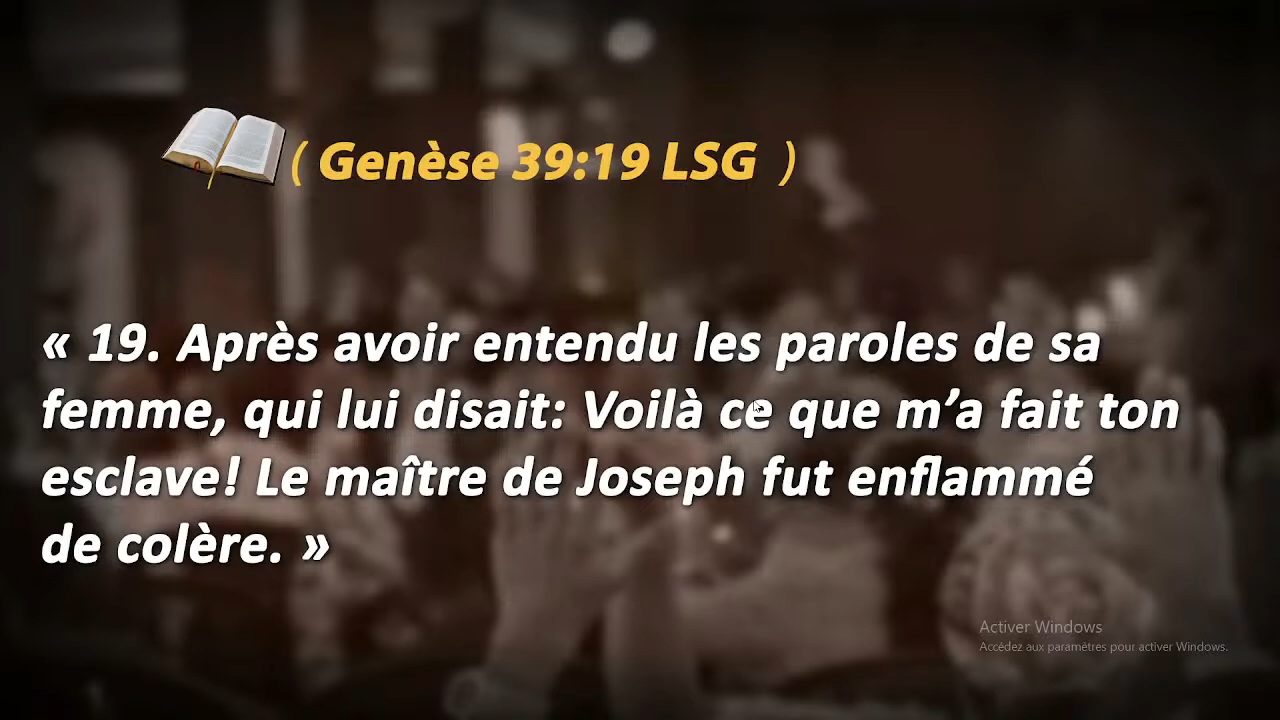 ( Genèse 39:19 LSG )
« 19. Après avoir entendu les paroles de sa
femme, qui lui disait: Voilà ce que m’a fait ton
esclave! Le maître de Joseph fut enflammé
de colère. »
Activer Windows
Accédez aux paramètres pour activer Windows.